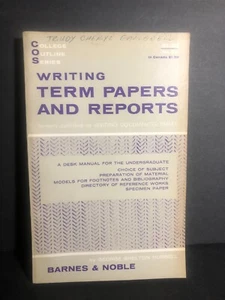 COS
COLLEGE
OUTLINE
SERIES
WRITING
TERM PAPERS
AND REPORTS
A DESK MANUAL FOR THE UNDERGRADUATE
CHOICE OF SUBJECT
PREPARATION OF MATERIAL
MODELS FOR FOOTNOTES AND BIBLIOGRAPHY
DIRECTORY OF REFERENCE WORKS
SPECIMEN PAPER
BARNES & NOBLE